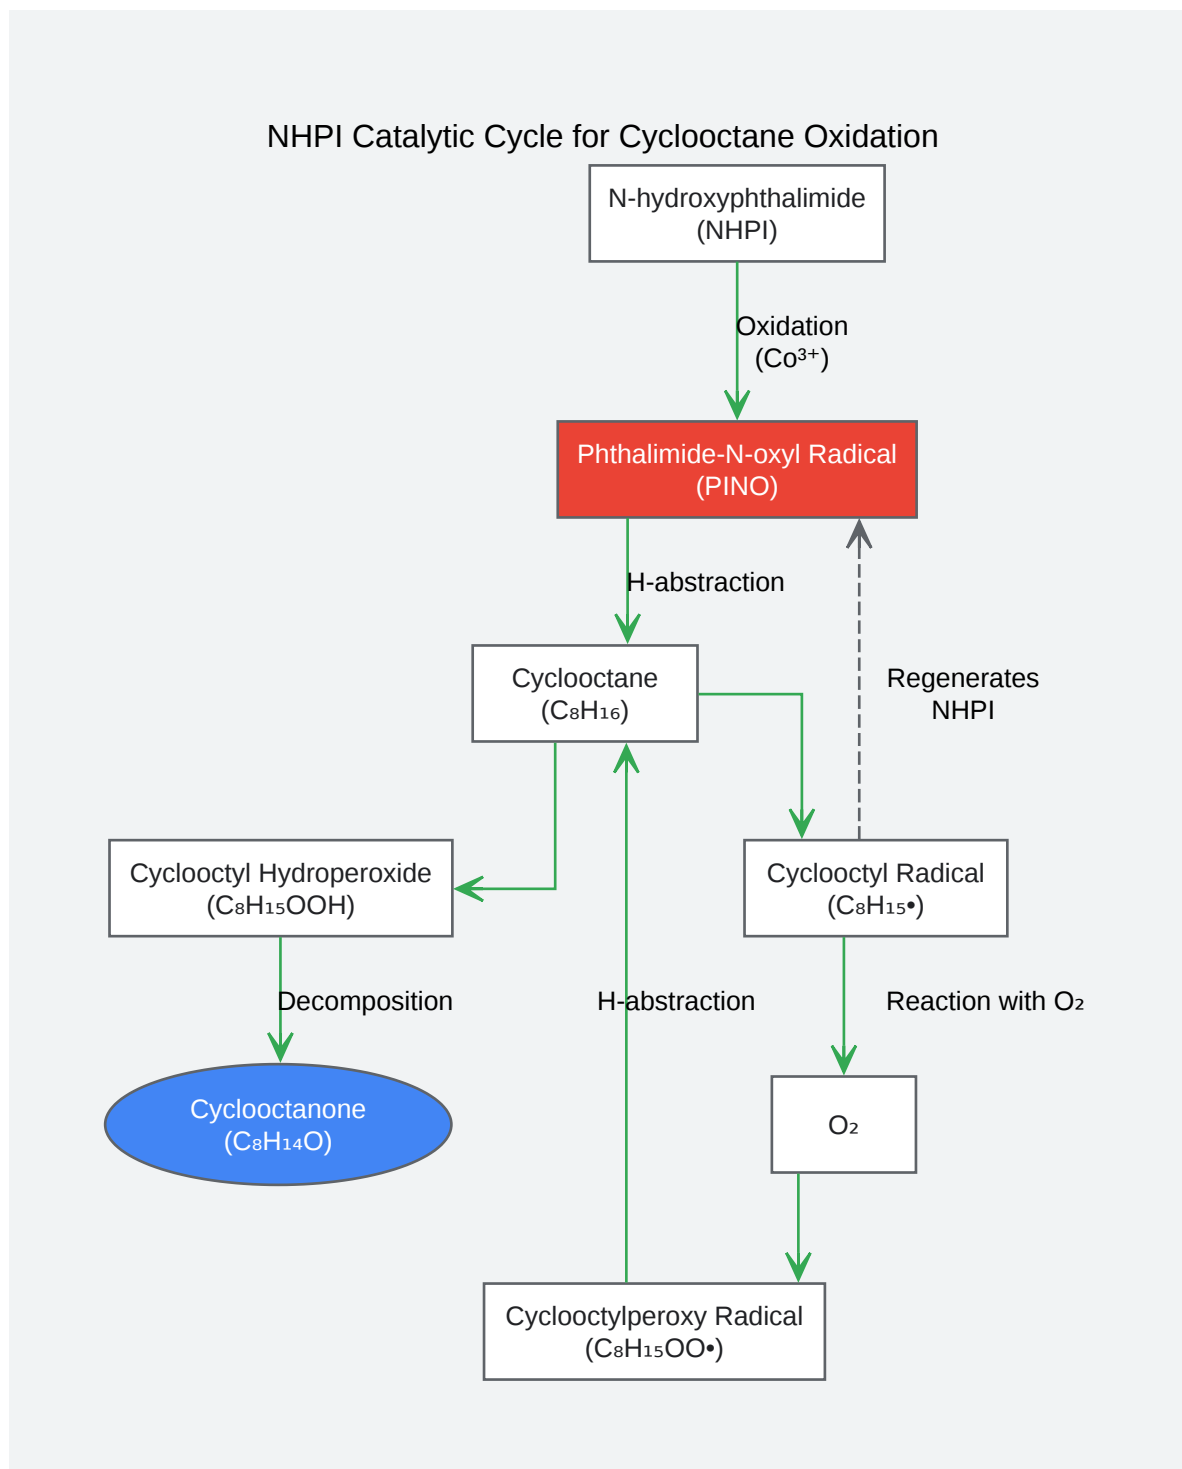 NHPI Catalytic Cycle for Cyclooctane Oxidation
N-hydroxyphthalimide
(NHPI)
Oxidation
(Co³⁺)
Phthalimide-N-oxyl Radical
(PINO)
H-abstraction
Cyclooctane
(C₈H₁₆)
Regenerates
NHPI
Cyclooctyl Hydroperoxide
(C₈H₁₅OOH)
Cyclooctyl Radical
(C₈H₁₅•)
Decomposition
H-abstraction
Reaction with O₂
Cyclooctanone
(C₈H₁₄O)
O₂
Cyclooctylperoxy Radical
(C₈H₁₅OO•)